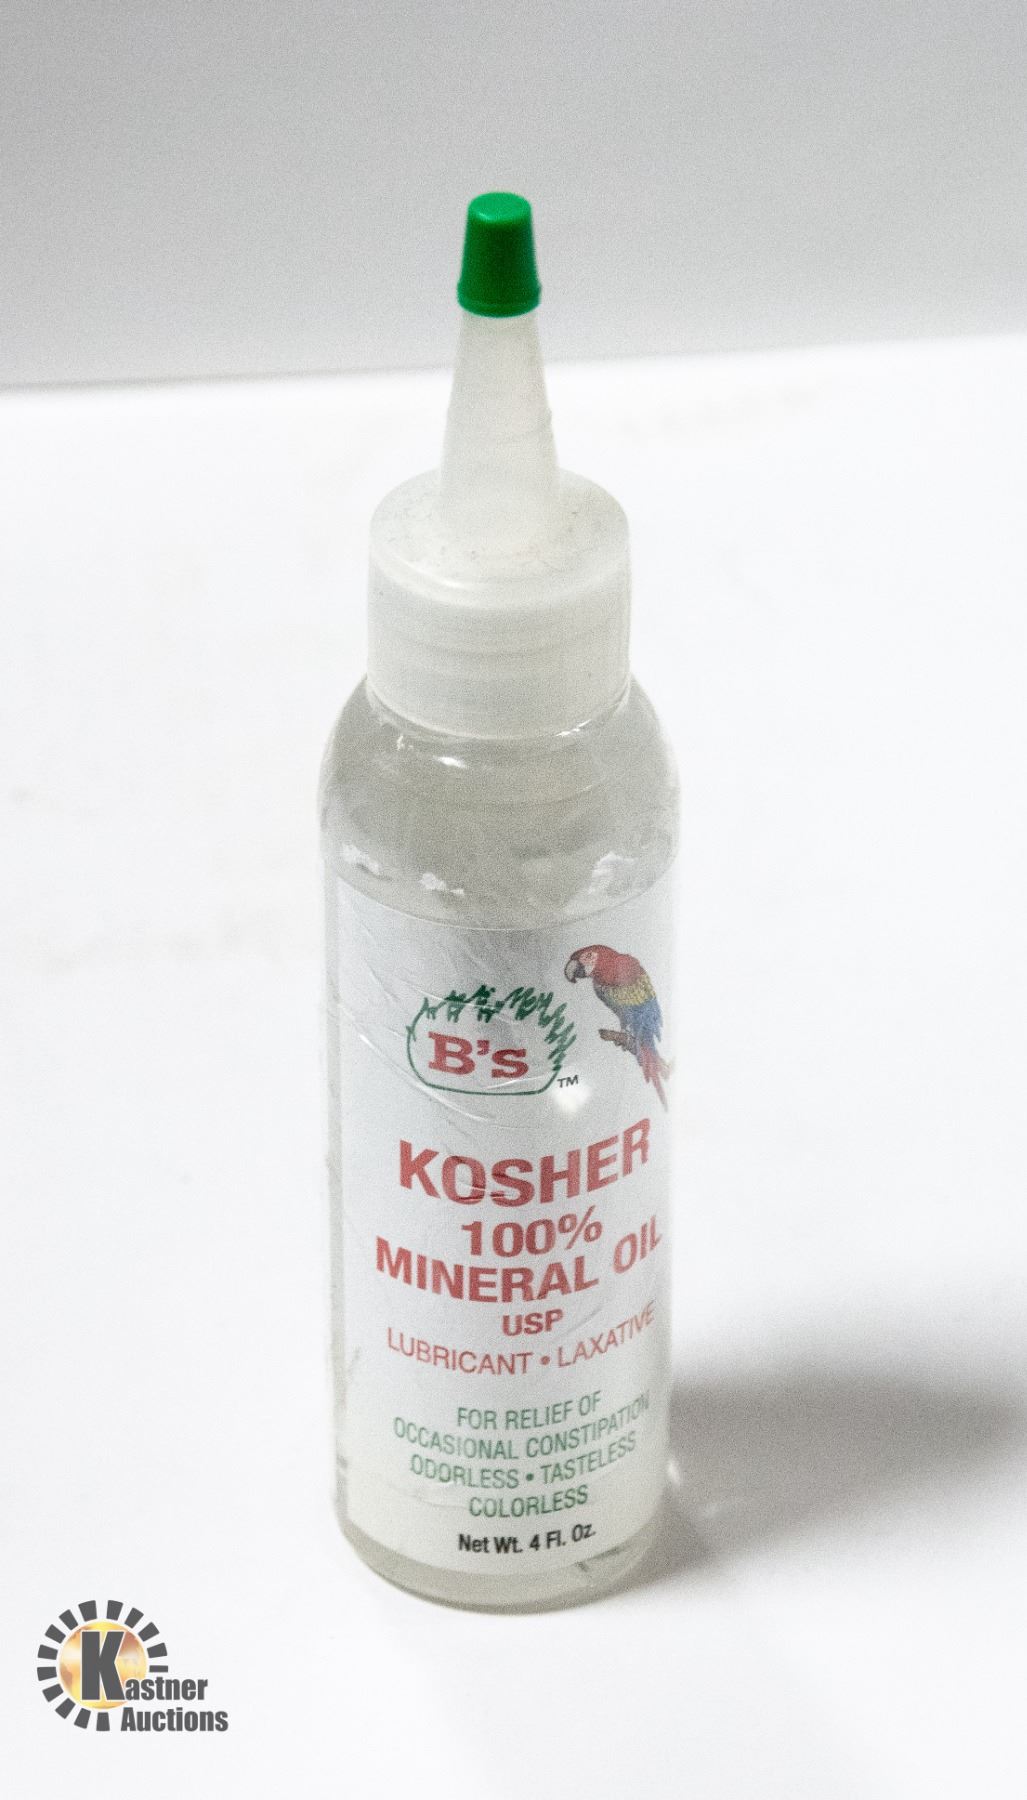 B's
TM
KOSHER
100%
MINERAL OIL
USP
LUBRICANT • LAXATIVE
FOR RELIEF OF
OCCASIONAL CONSTIPATION
ODORLESS • TASTELESS
COLORLESS
Net Wt. 4 Fl. Oz.
Kastner
Auctions